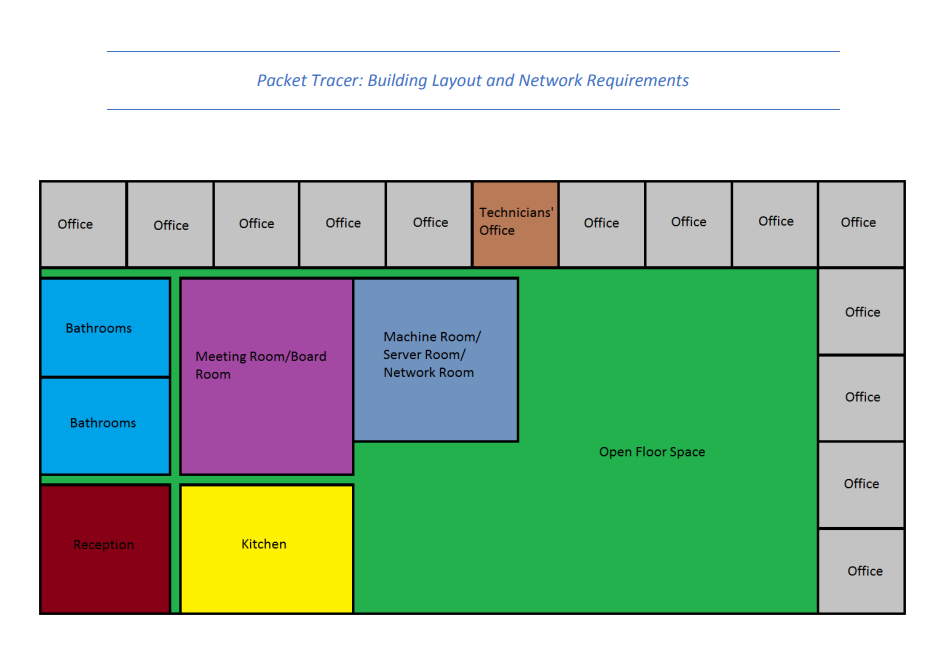 Packet Tracer: Building Layout and Network Requirements
Office
Office
Office
Office
Office
Technicians'
Office
Office
Office
Office
Office
Office
Office
Office
Office
Bathrooms
Bathrooms
Meeting Room/Board
Room
Machine Room/
Server Room/
Network Room
Open Floor Space
Reception
Kitchen